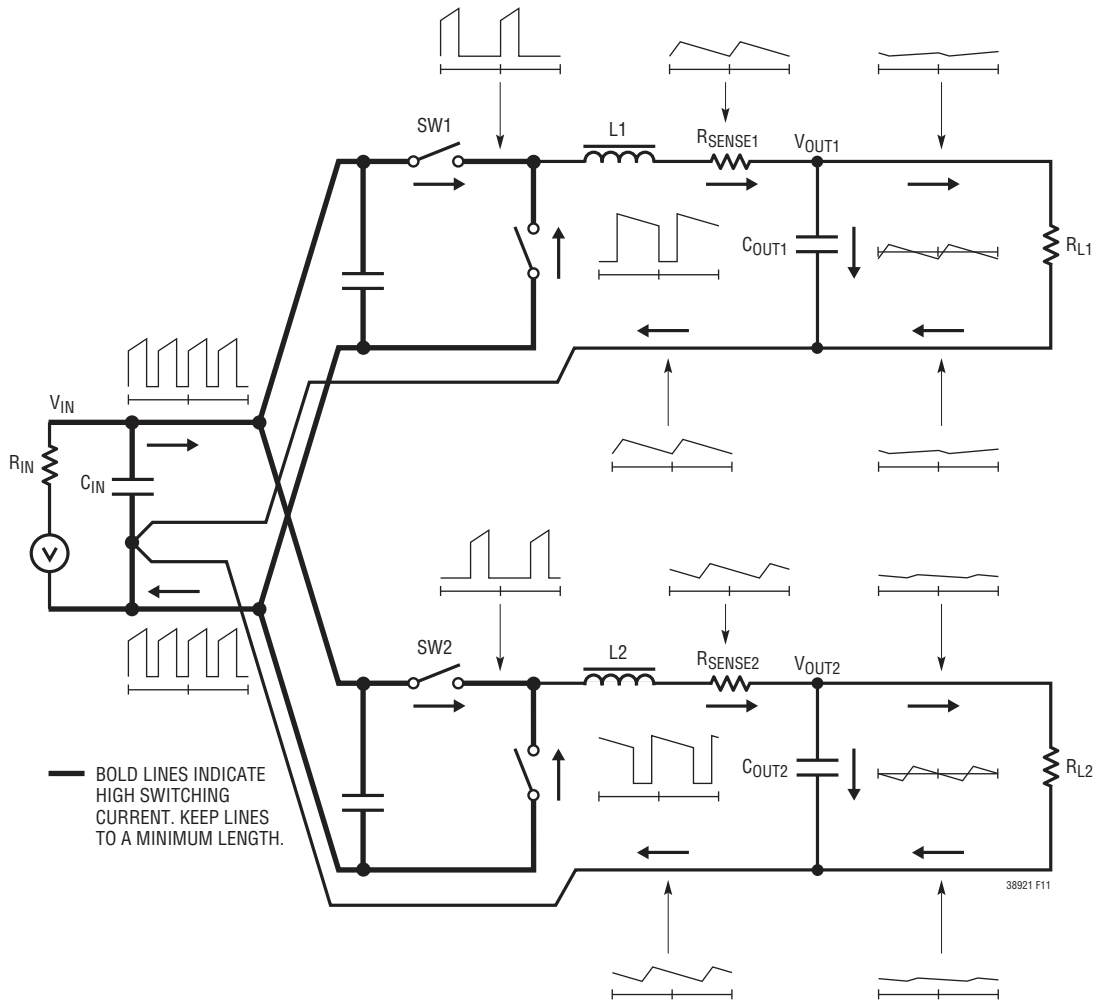 SW1
L1
RSENSE1
VOUT1
COUT1
RL1
VIN
RIN
CIN
V
SW2
L2
RSENSE2
VOUT2
BOLD LINES INDICATE
HIGH SWITCHING
CURRENT. KEEP LINES
TO A MINIMUM LENGTH.
COUT2
RL2
38921 F11